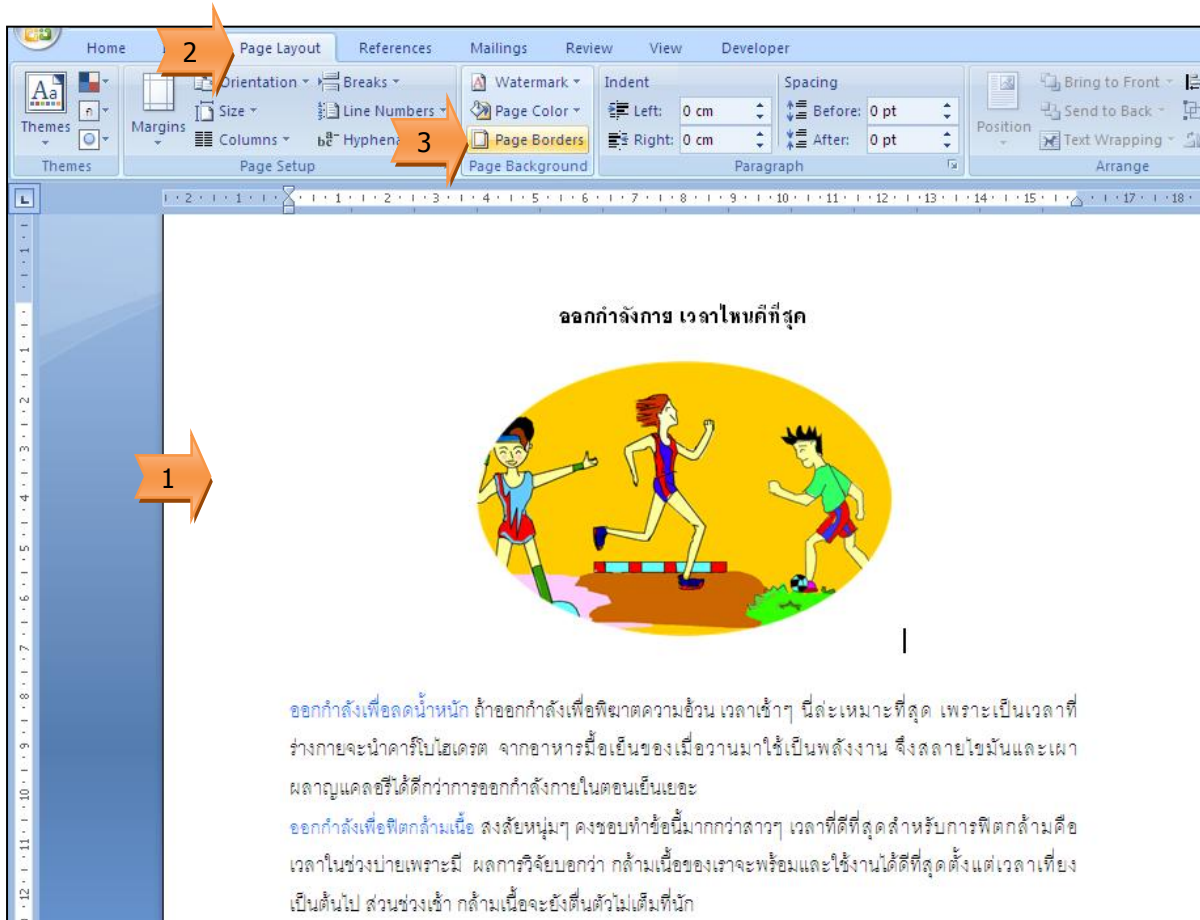 2
Home Page Layout References Mailings Review View Developer
Orientation Breaks Watermark Indent Spacing Bring to Front
Size Line Numbers Page Color Left: 0 cm Before: 0 pt Send to Back
Themes Margins Columns 3 Page Borders Right: 0 cm After: 0 pt Position Text Wrapping
Themes Page Setup Page Background Paragraph Arrange
2 1 1 2 3 4 5 6 7 8 9 10 11 12 13 14 15 17 18
ออกกำลังกาย เวลาไหนดีที่สุด
1
ออกกำลังเพื่อลดน้ำหนัก ถ้าออกกำลังเพื่อพิฆาตความอ้วน เวลาเช้าๆ นี่ล่ะเหมาะที่สุด เพราะเป็นเวลาที่
ร่างกายจะนำคาร์โบไฮเดรต จากอาหารมื้อเย็นของเมื่อวานมาใช้เป็นพลังงาน จึงสลายไขมันและเผา
ผลาญแคลอรีได้ดีกว่าการออกกำลังกายในตอนเย็นเยอะ
ออกกำลังเพื่อฟิตกล้ามเนื้อ สงสัยหนุ่มๆ คงชอบทำข้อนี้มากกว่าสาวๆ เวลาที่ดีที่สุดสำหรับการฟิตกล้ามคือ
เวลาในช่วงบ่ายเพราะมี ผลการวิจัยบอกว่า กล้ามเนื้อของเราจะพร้อมและใช้งานได้ดีที่สุดตั้งแต่เวลาเที่ยง
เป็นต้นไป ส่วนช่วงเช้า กล้ามเนื้อจะยังตื่นตัวไม่เต็มที่นัก